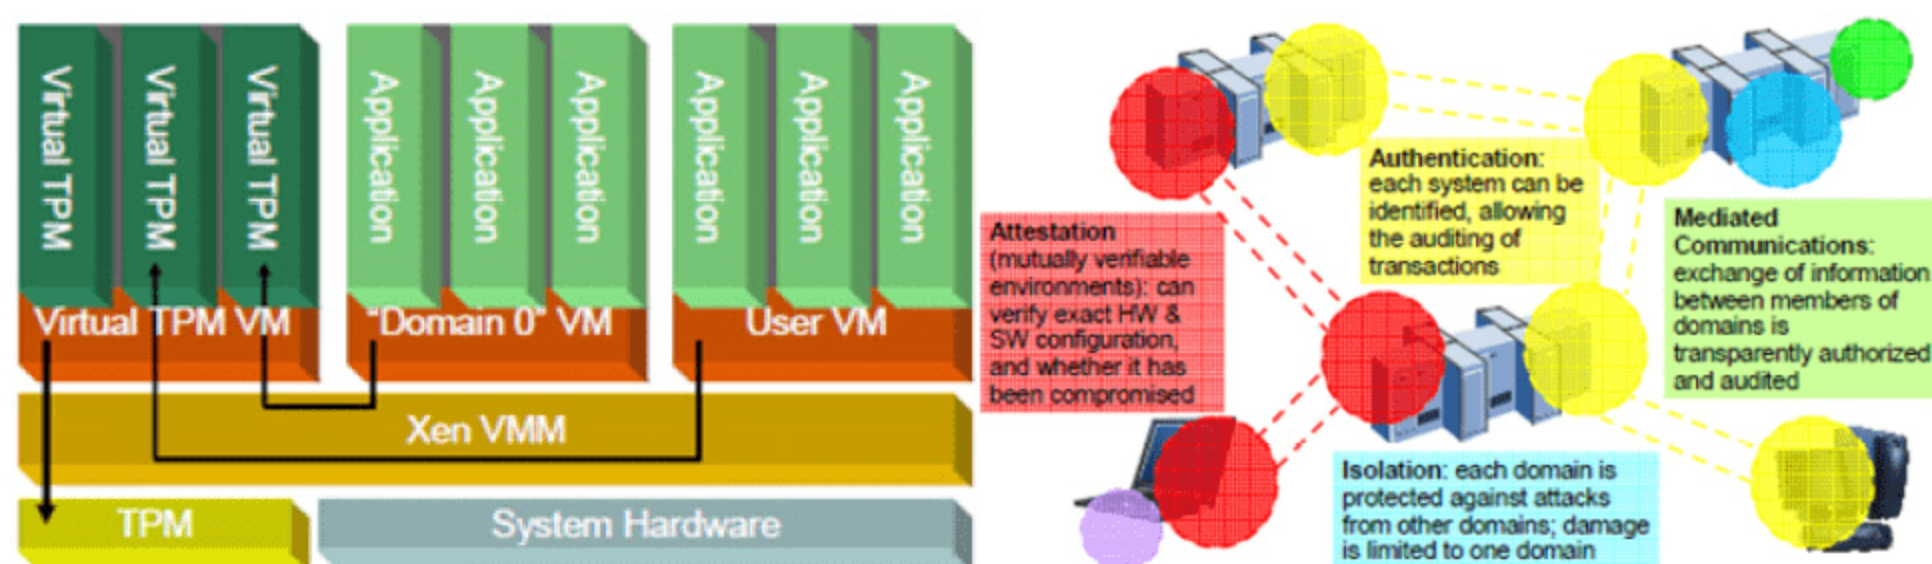 Virtual TPM
Virtual TPM
Virtual TPM
Application
Application
Application
Application
Application
Application
Virtual TPM VM
"Domain 0" VM
User VM
Xen VMM
TPM
System Hardware
Attestation
(mutually verifiable
environments): can
verify exact HW &
SW configuration,
and whether it has
been compromised
Authentication:
each system can be
identified, allowing
the auditing of
transactions
Mediated
Communications:
exchange of information
between members of
domains is
transparently authorized
and audited
Isolation: each domain is
protected against attacks
from other domains; damage
is limited to one domain